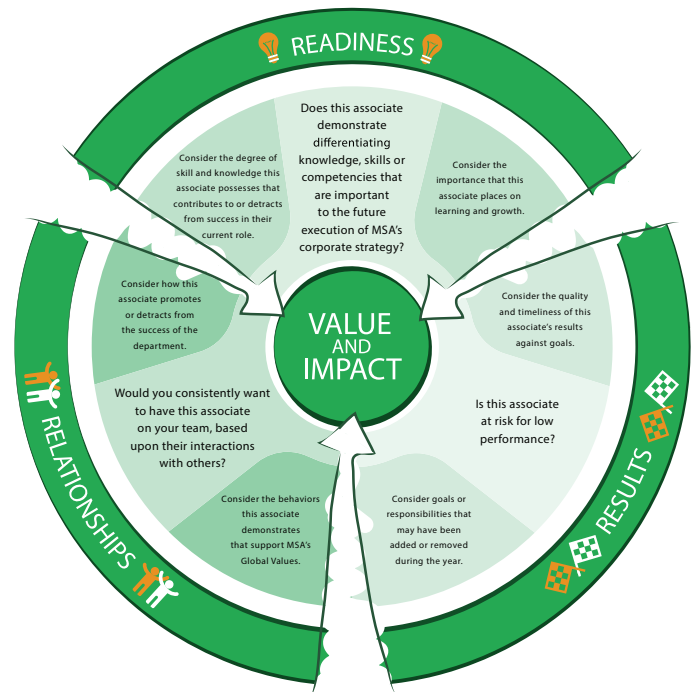 READINESS
Consider the degree of
skill and knowledge this
associate possesses that
contributes to or detracts
from success in their
current role.
Does this associate
demonstrate
differentiating
knowledge, skills or
competencies that
are important
to the future
execution of MSA's
corporate strategy?
Consider the
importance that this
associate places on
learning and growth.
Consider how this
associate promotes
or detracts from
the success of the
department.
VALUE
AND
IMPACT
Consider the quality
and timeliness of this
associate's results
against goals.
Would you consistently want
to have this associate
on your team, based
upon their interactions
with others?
Is this associate
at risk for low
performance?
RELATIONSHIPS
RESULTS
Consider the behaviors
this associate
demonstrates
that support MSA's
Global Values.
Consider goals or
responsibilities that
may have been
added or removed
during the year.